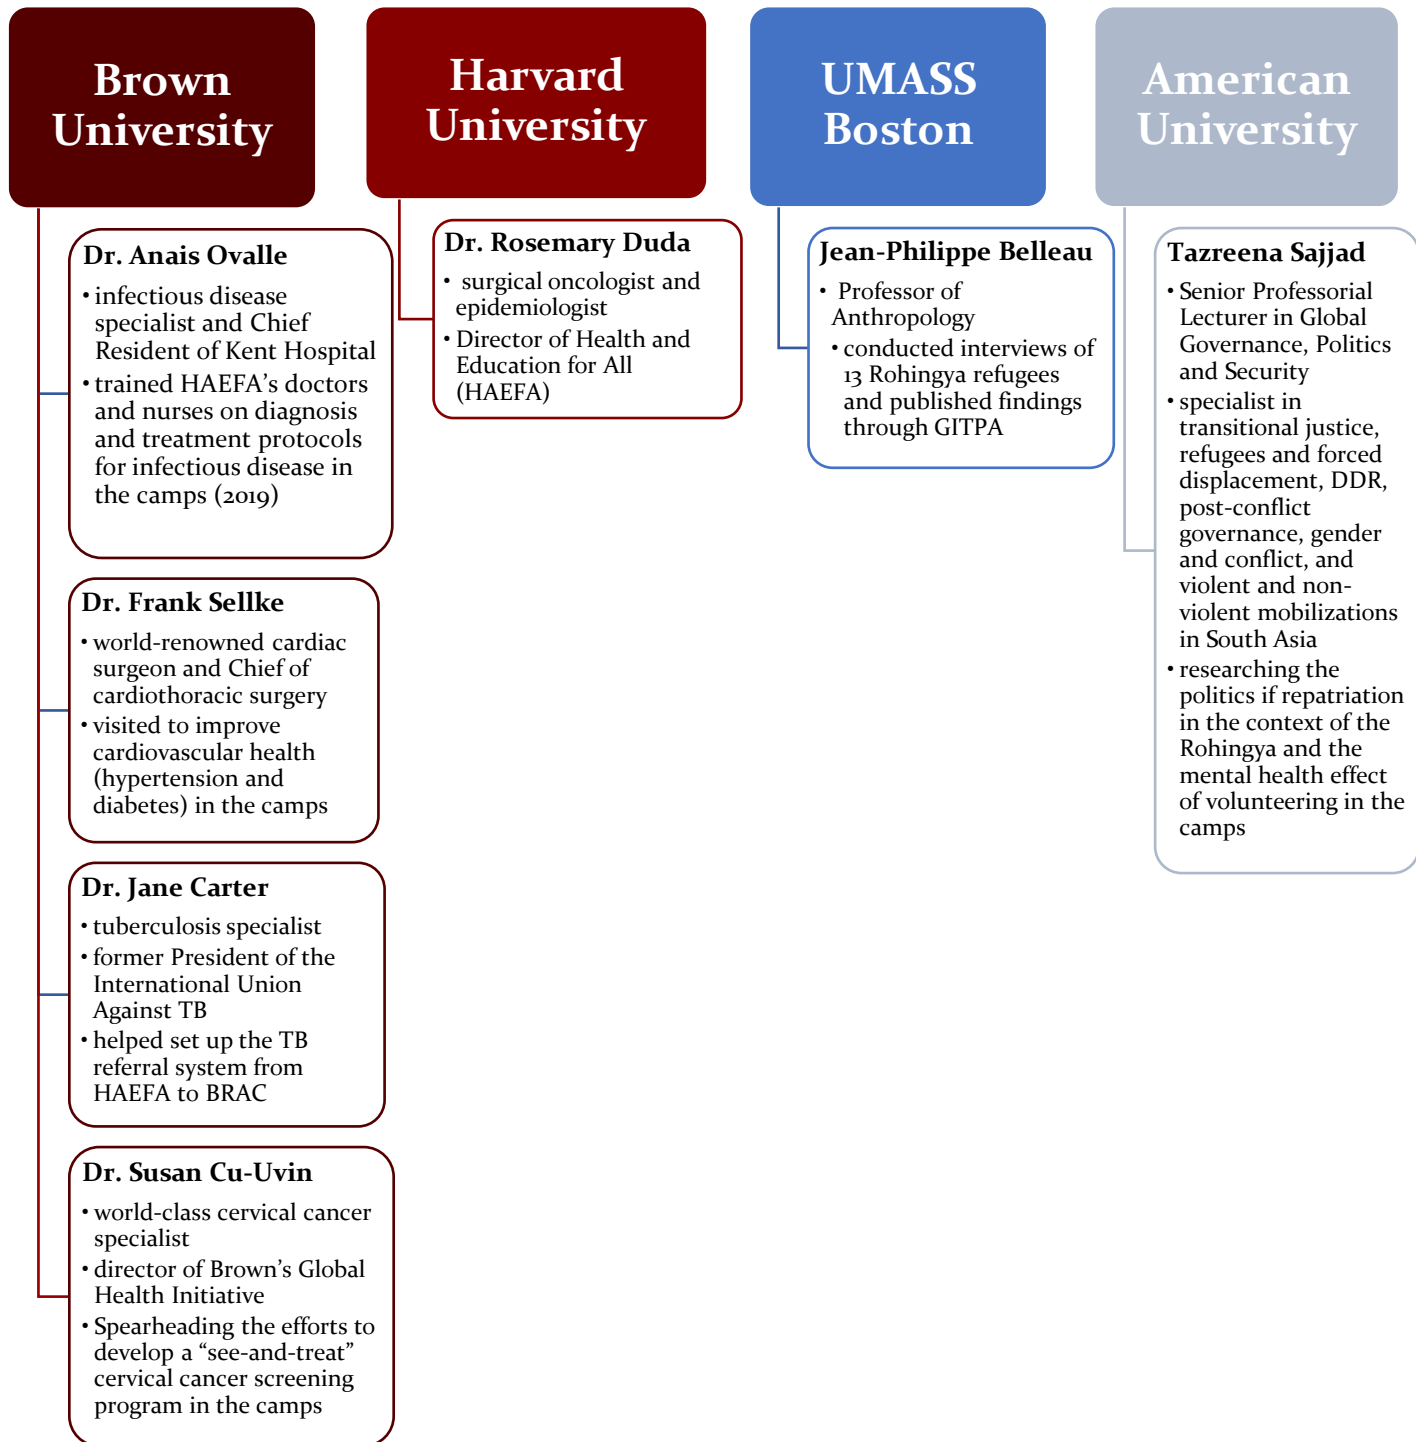 Brown
University
Dr. Anais Ovalle
• infectious disease
specialist and Chief
Resident of Kent Hospital
• trained HAEFA’s doctors
and nurses on diagnosis
and treatment protocols
for infectious disease in
the camps (2019)
Dr. Frank Sellke
• world-renowned cardiac
surgeon and Chief of
cardiothoracic surgery
• visited to improve
cardiovascular health
(hypertension and
diabetes) in the camps
Dr. Jane Carter
• tuberculosis specialist
• former President of the
International Union
Against TB
• helped set up the TB
referral system from
HAEFA to BRAC
Dr. Susan Cu-Uvin
• world-class cervical cancer
specialist
• director of Brown’s Global
Health Initiative
• Spearheading the efforts to
develop a “see-and-treat”
cervical cancer screening
program in the camps
Harvard
University
Dr. Rosemary Duda
• surgical oncologist and
epidemiologist
• Director of Health and
Education for All
(HAEFA)
UMASS
Boston
Jean-Philippe Belleau
• Professor of
Anthropology
• conducted interviews of
13 Rohingya refugees
and published findings
through GITPA
American
University
Tazreena Sajjad
• Senior Professorial
Lecturer in Global
Governance, Politics
and Security
• specialist in
transitional justice,
refugees and forced
displacement, DDR,
post-conflict
governance, gender
and conflict, and
violent and non-
violent mobilizations
in South Asia
• researching the
politics if repatriation
in the context of the
Rohingya and the
mental health effect
of volunteering in the
camps